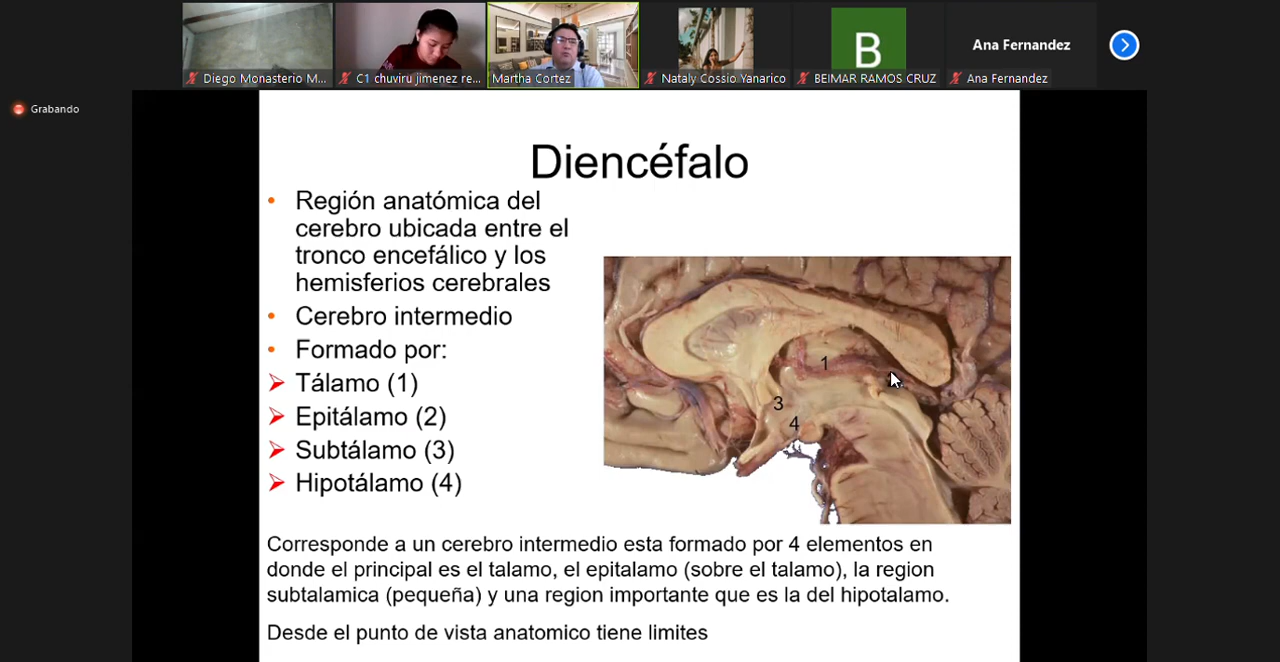 Diego Monasterio M...
C1 chuviru jimenez re...
Martha Cortez
Nataly Cossio Yanarico
B
BEIMAR RAMOS CRUZ
Ana Fernandez
Ana Fernandez
Grabando
Diencéfalo
• Región anatómica del
cerebro ubicada entre el
tronco encefálico y los
hemisferios cerebrales
• Cerebro intermedio
• Formado por:
➢ Tálamo (1)
➢ Epitálamo (2)
➢ Subtálamo (3)
➢ Hipotálamo (4)
1
3
4
Corresponde a un cerebro intermedio esta formado por 4 elementos en
donde el principal es el talamo, el epitalamo (sobre el talamo), la region
subtalamica (pequeña) y una region importante que es la del hipotalamo.
Desde el punto de vista anatomico tiene limites